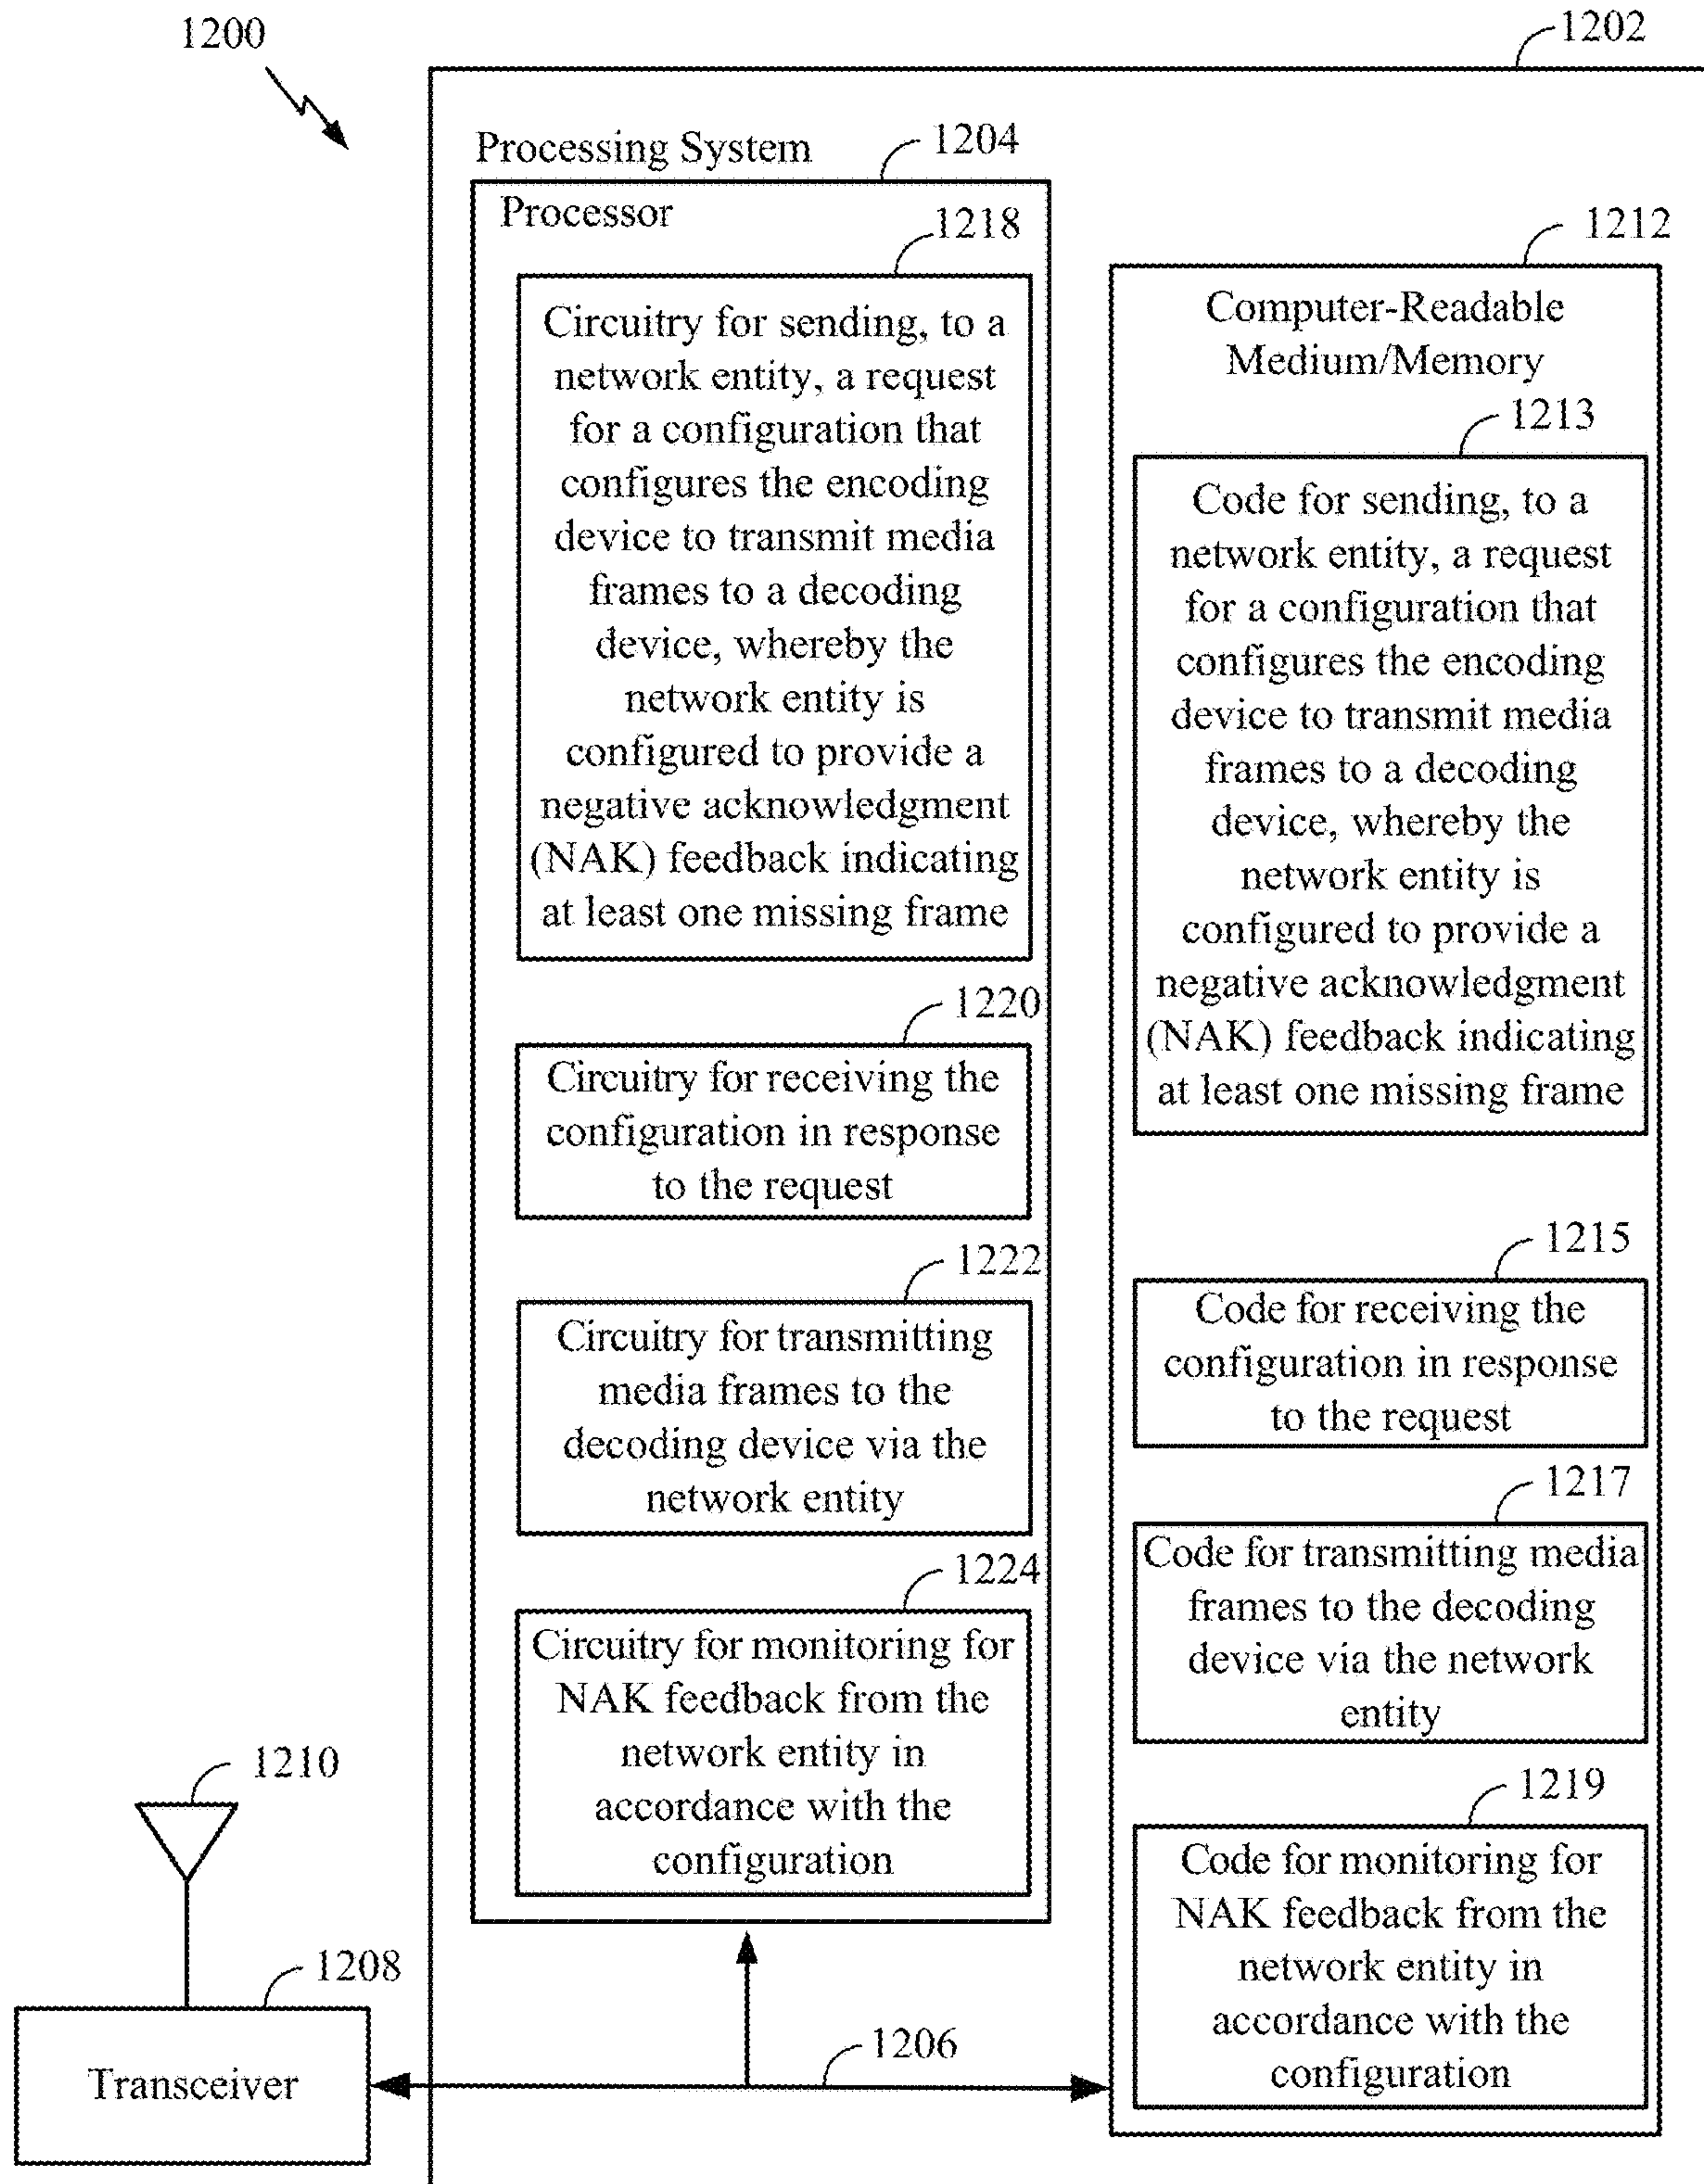 1200
1202
Processing System
1204
Processor
1218
Circuitry for sending, to a
network entity, a request
for a configuration that
configures the encoding
device to transmit media
frames to a decoding
device, whereby the
network entity is
configured to provide a
negative acknowledgment
(NAK) feedback indicating
at least one missing frame
1220
Circuitry for receiving the
configuration in response
to the request
1222
Circuitry for transmitting
media frames to the
decoding device via the
network entity
1224
Circuitry for monitoring for
NAK feedback from the
network entity in
accordance with the
configuration
1212
Computer-Readable
Medium/Memory
1213
Code for sending, to a
network entity, a request
for a configuration that
configures the encoding
device to transmit media
frames to a decoding
device, whereby the
network entity is
configured to provide a
negative acknowledgment
(NAK) feedback indicating
at least one missing frame
1215
Code for receiving the
configuration in response
to the request
1217
Code for transmitting media
frames to the decoding
device via the network
entity
1219
Code for monitoring for
NAK feedback from the
network entity in
accordance with the
configuration
1210
1208
Transceiver
1206